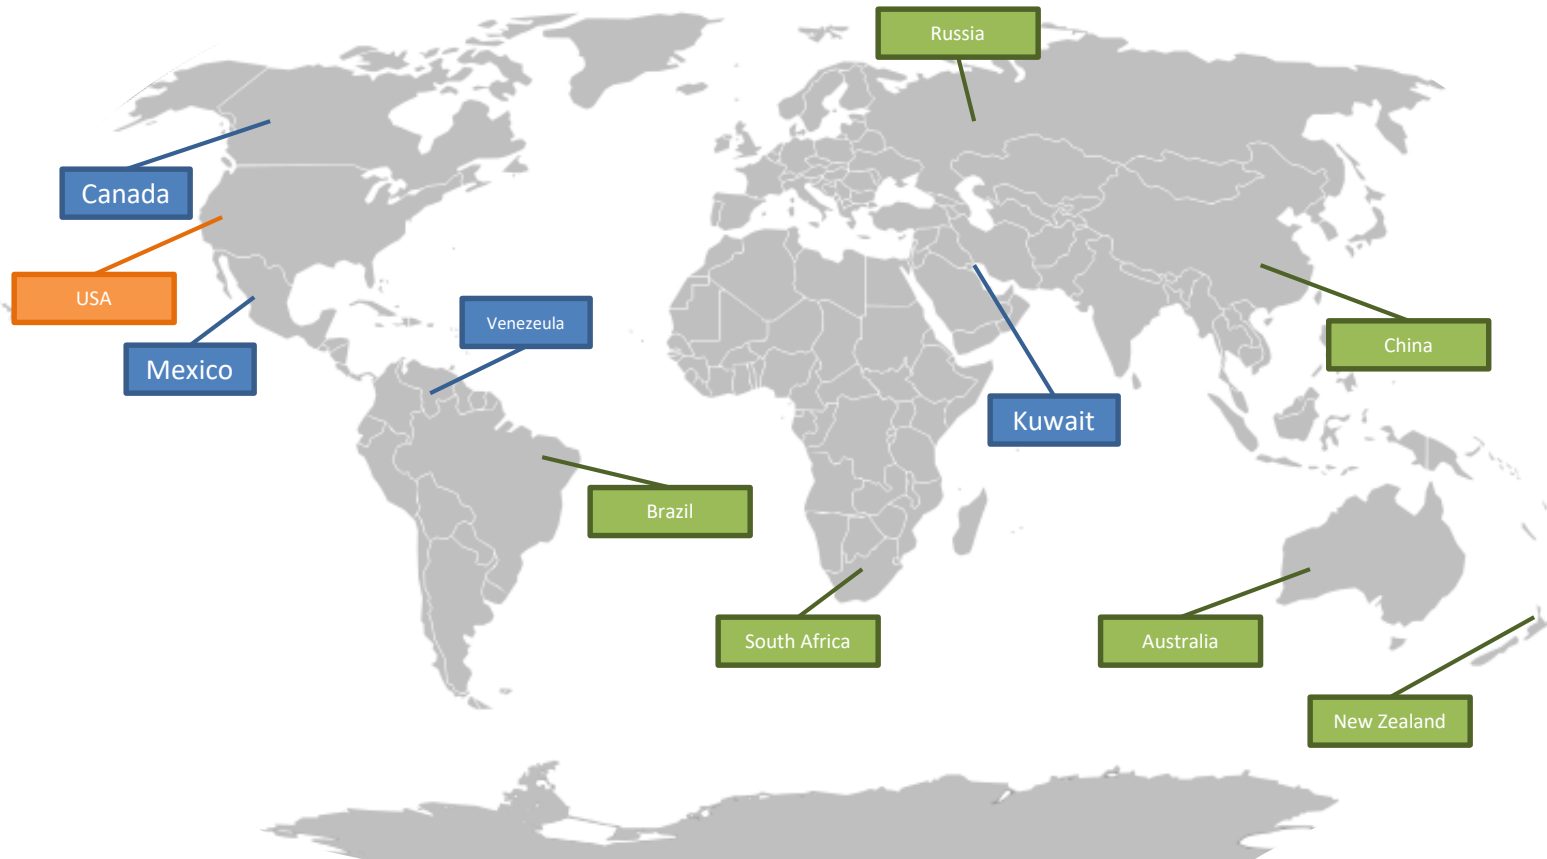 Russia
Canada
USA
Venezeula
Mexico
China
Kuwait
Brazil
South Africa
Australia
New Zealand